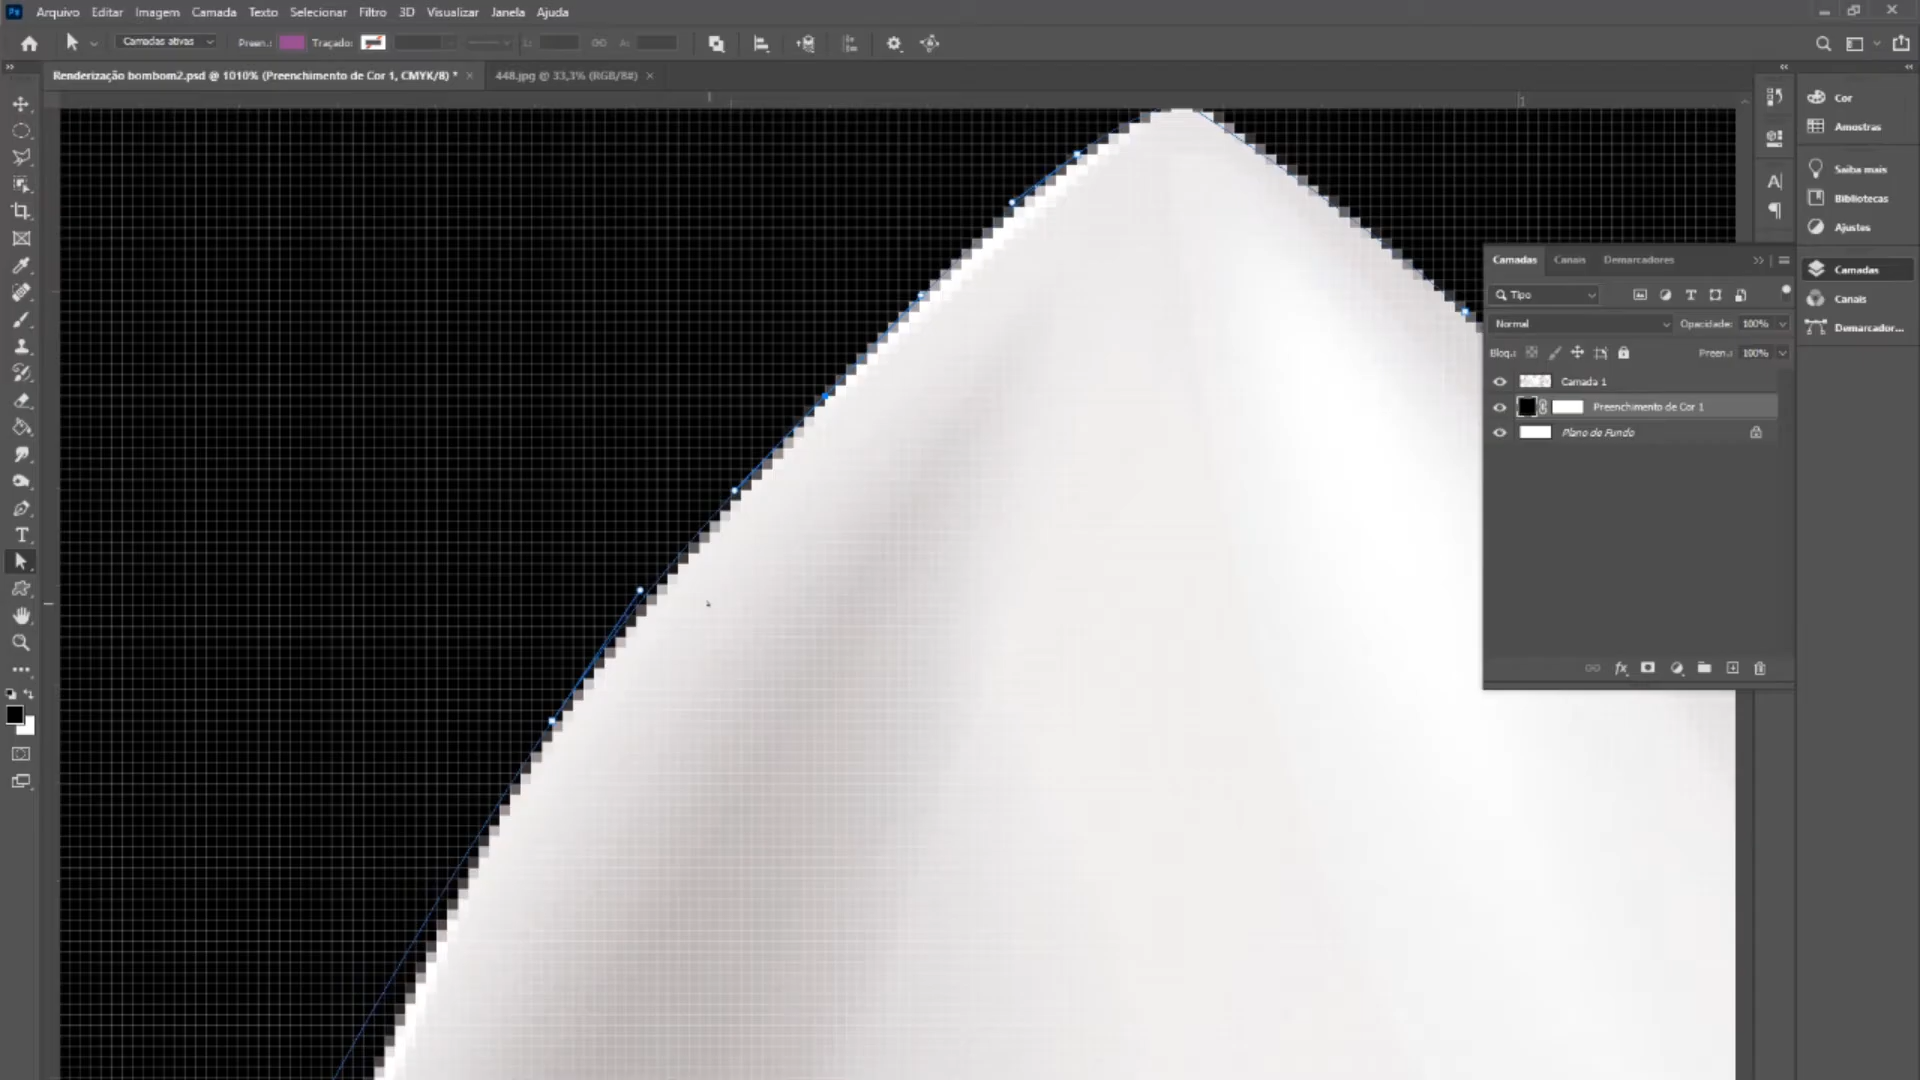 Ps Arquivo Editar Imagem Camada Texto Selecionar Filtro 3D Visualizar Janela Ajuda
Camadas ativas Preen.: Traçado: L: A:
Renderização bombom2.psd @ 1010% (Preenchimento de Cor 1, CMYK/8) * × 448.jpg @ 33,3% (RGB/8#) ×
1
Cor
Amostras
Saiba mais
Bibliotecas
Ajustes
Camadas
Canais
Demarcador...
Camadas Canais Demarcadores
Tipo
Normal Opacidade: 100%
Bloq.: Preen.: 100%
Camada 1
Preenchimento de Cor 1
Plano de Fundo
fx